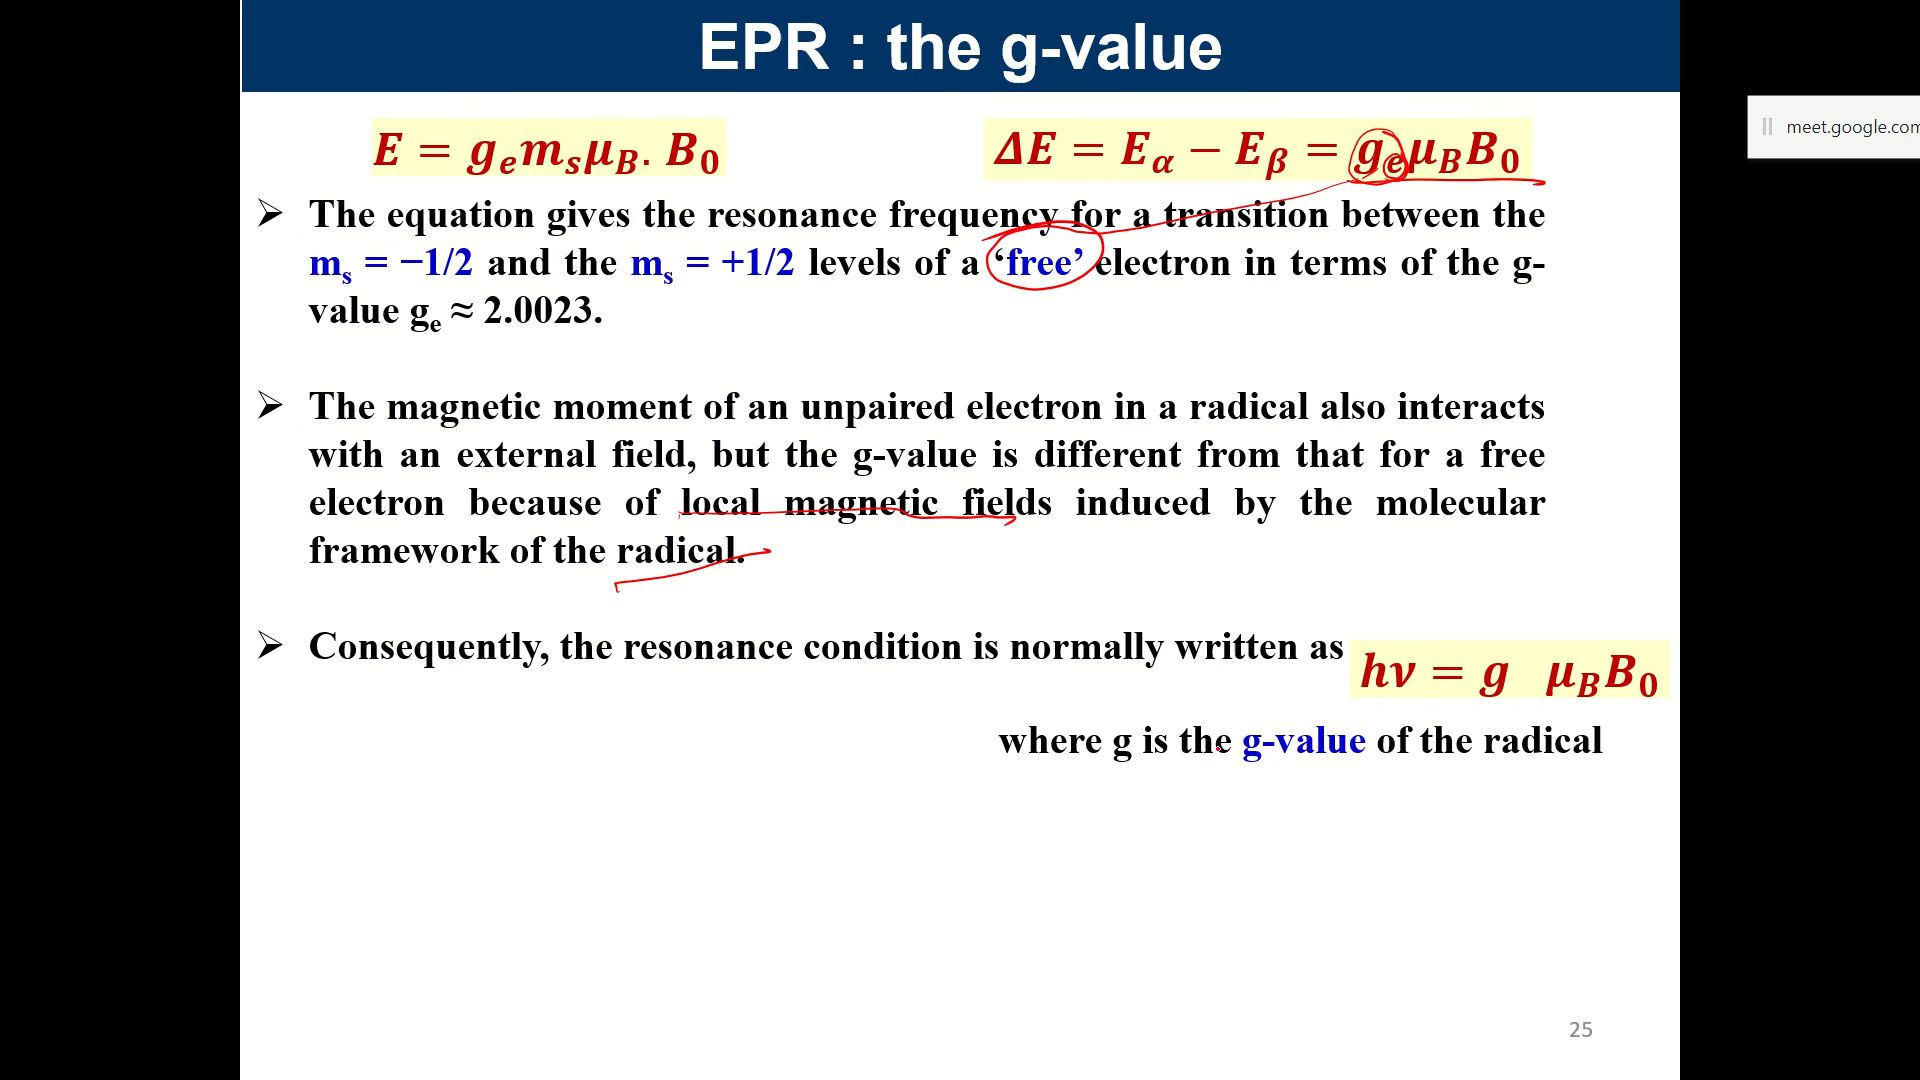 EPR : the g-value
meet.google.com
E = gₑmₛμ_B. B₀
ΔE = E_α − E_β = gₑμ_B B₀
➢ The equation gives the resonance frequency for a transition between the
mₛ = −1/2 and the mₛ = +1/2 levels of a ‘free’ electron in terms of the g-
value gₑ ≈ 2.0023.
➢ The magnetic moment of an unpaired electron in a radical also interacts
with an external field, but the g-value is different from that for a free
electron because of local magnetic fields induced by the molecular
framework of the radical.
➢ Consequently, the resonance condition is normally written as
hν = g μ_B B₀
where g is the g-value of the radical
25